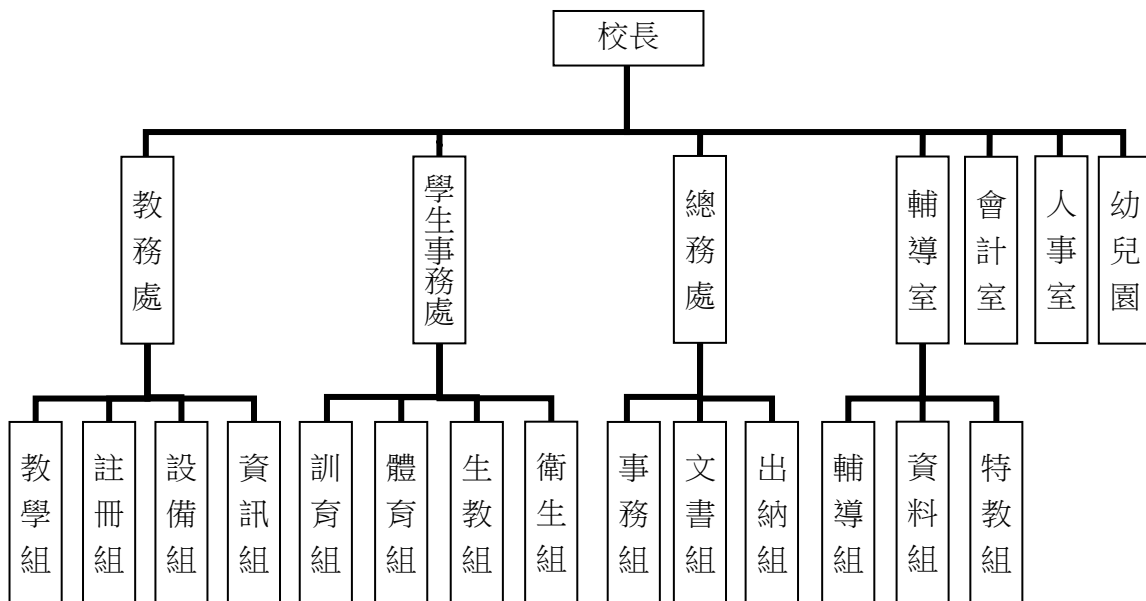 校長
教務處
學生事務處
總務處
輔導室
會計室
人事室
幼兒園
教學組
註冊組
設備組
資訊組
訓育組
體育組
生教組
衛生組
事務組
文書組
出納組
輔導組
資料組
特教組